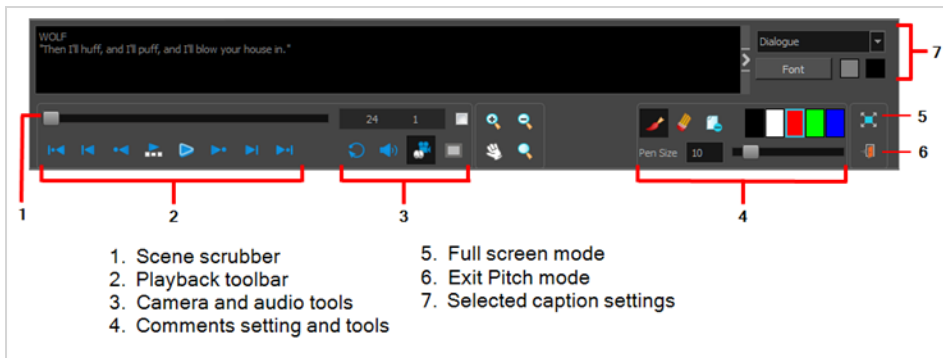 WOLF
"Then I'll huff, and I'll puff, and I'll blow your house in."
Dialogue
Font
7
24 1
Pen Size 10
5
6
1
2
3
4
1. Scene scrubber
2. Playback toolbar
3. Camera and audio tools
4. Comments setting and tools
5. Full screen mode
6. Exit Pitch mode
7. Selected caption settings